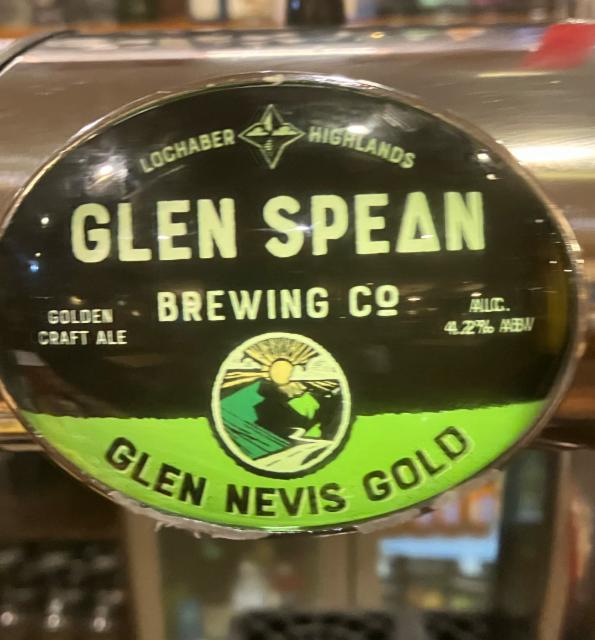 LOCHABER HIGHLANDS
GLEN SPEAN
BREWING Cº
GOLDEN
CRAFT ALE
ALC.
4.2% ABV
GLEN NEVIS GOLD